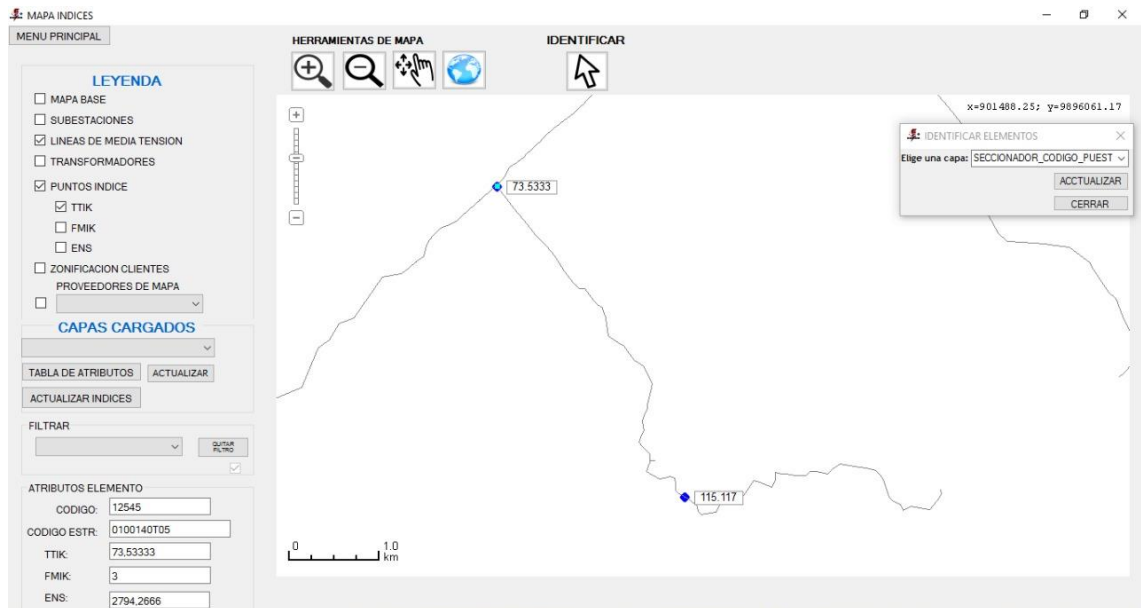 MAPA INDICES
MENU PRINCIPAL
HERRAMIENTAS DE MAPA
IDENTIFICAR
LEYENDA
MAPA BASE
SUBESTACIONES
LINEAS DE MEDIA TENSION
TRANSFORMADORES
PUNTOS INDICE
TTIK
FMIK
ENS
ZONIFICACION CLIENTES
PROVEEDORES DE MAPA
CAPAS CARGADOS
TABLA DE ATRIBUTOS ACTUALIZAR
ACTUALIZAR INDICES
FILTRAR
QUITAR
FILTRO
ATRIBUTOS ELEMENTO
CODIGO: 12545
CODIGO ESTR: 0100140T05
TTIK: 73,53333
FMIK: 3
ENS: 2794,2666
x=901488.25; y=9896061.17
IDENTIFICAR ELEMENTOS
Elige una capa: SECCIONADOR_CODIGO_PUEST
ACCTUALIZAR
CERRAR
73.5333
115.117
0 1.0
km